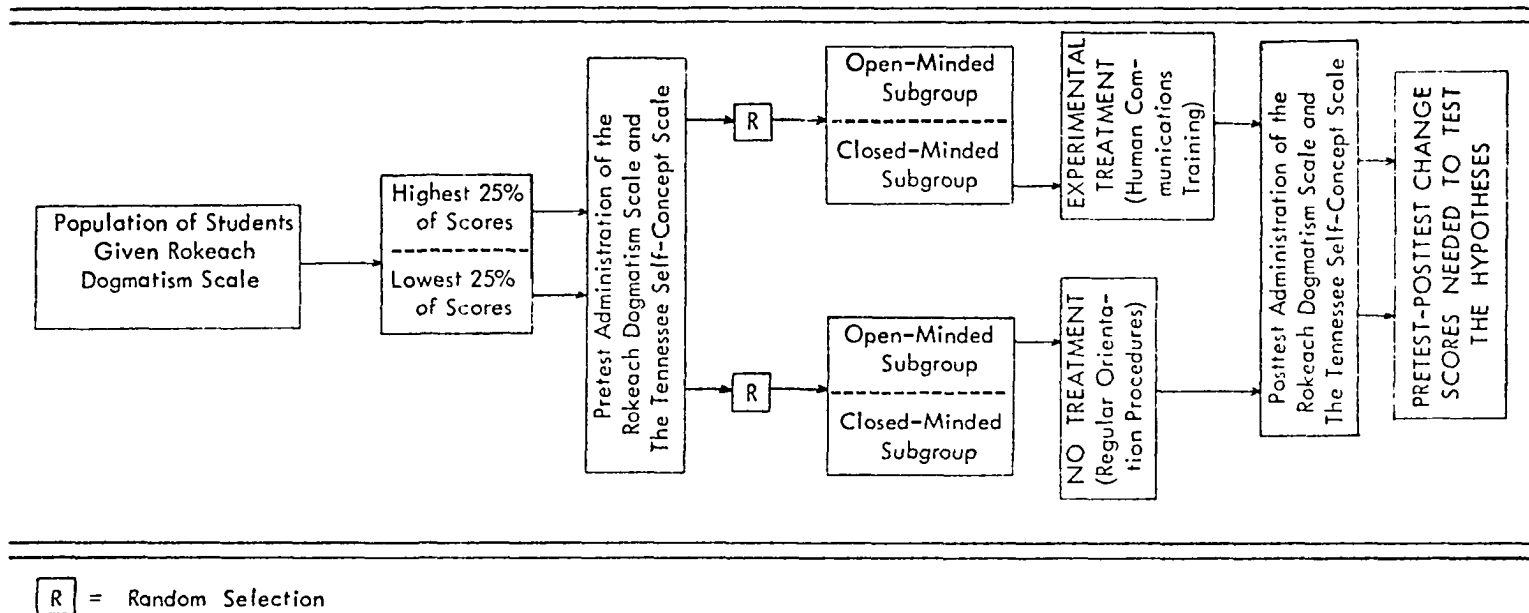 Population of Students
Given Rokeach
Dogmatism Scale
Highest 25%
of Scores
Lowest 25%
of Scores
Pretest Administration of the
Rokeach Dogmatism Scale and
The Tennessee Self-Concept Scale
R
R
Open-Minded
Subgroup
Closed-Minded
Subgroup
Open-Minded
Subgroup
Closed-Minded
Subgroup
EXPERIMENTAL
TREATMENT
(Human Com-
munications
Training)
NO TREATMENT
(Regular Orienta-
tion Procedures)
Posttest Administration of the
Rokeach Dogmatism Scale and
The Tennessee Self-Concept Scale
PRETEST-POSTTEST CHANGE
SCORES NEEDED TO TEST
THE HYPOTHESES
R = Random Selection